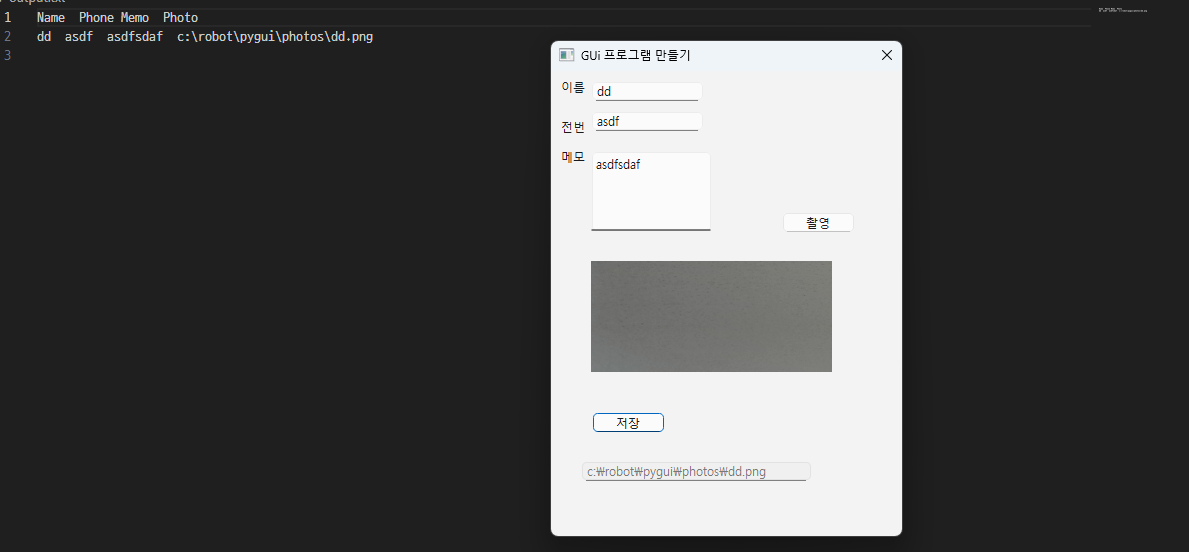 1 Name Phone Memo Photo
2 dd asdf asdfsdaf c:\robot\pygui\photos\dd.png
3
GUi 프로그램 만들기
이름 dd
전번 asdf
메모 asdfsdaf
촬영
저장
c:₩robot₩pygui₩photos₩dd.png